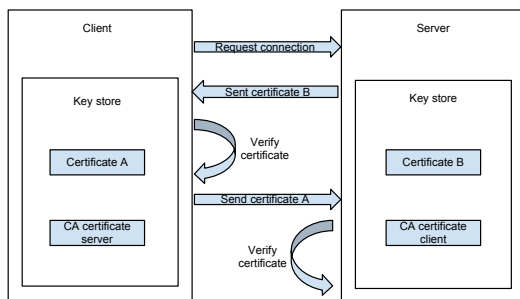 Client
Server
Request connection
Sent certificate B
Key store
Key store
Verify
certificate
Certificate A
Certificate B
Send certificate A
CA certificate
server
CA certificate
client
Verify
certificate